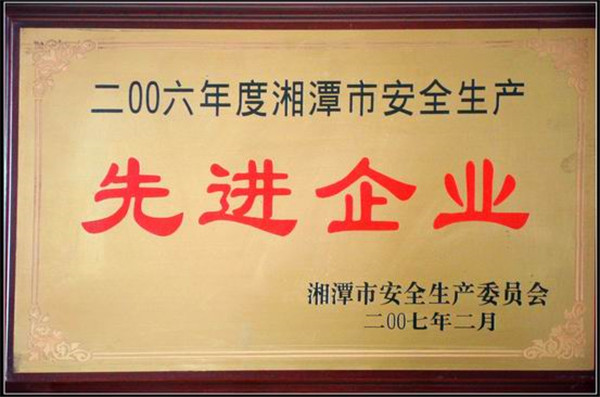 二00六年度湘潭市安全生产
先进企业
湘潭市安全生产委员会
二00七年二月